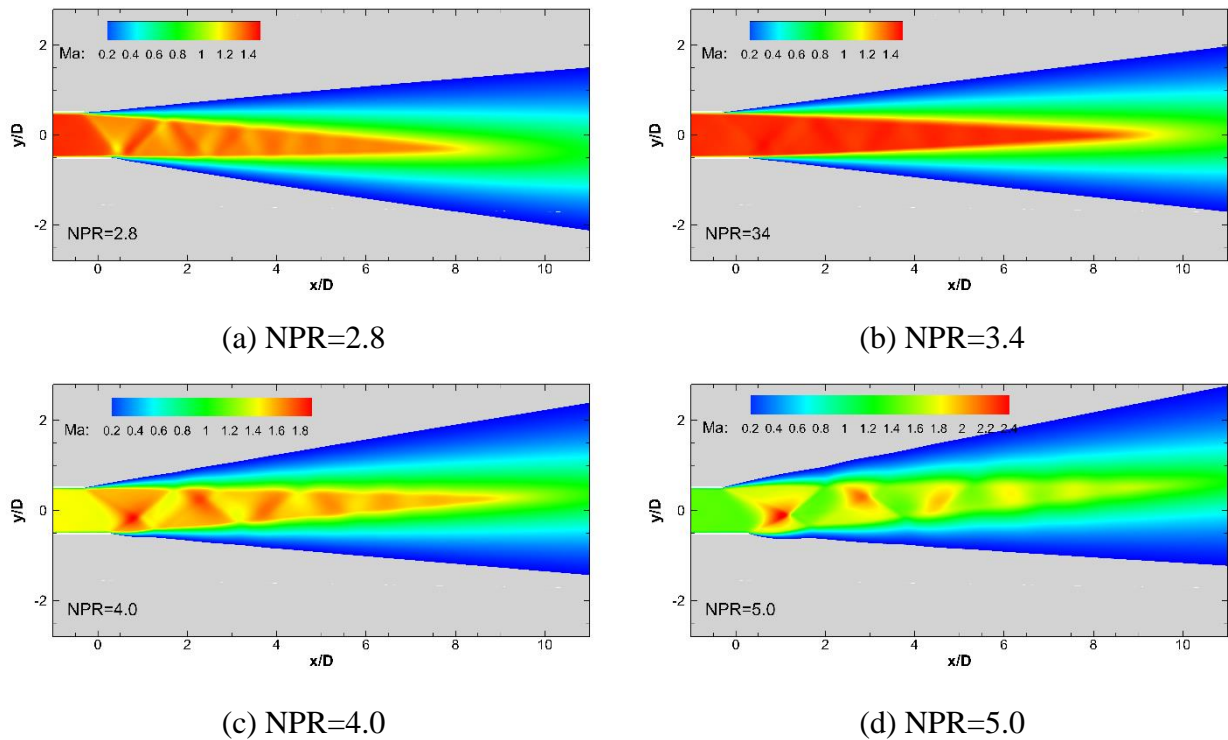 Ma: 0.2 0.4 0.6 0.8 1 1.2 1.4
y/D
2
0
-2
NPR=2.8
0 2 4 6 8 10
x/D
(a) NPR=2.8
Ma: 0.2 0.4 0.6 0.8 1 1.2 1.4
y/D
2
0
-2
NPR=34
0 2 4 6 8 10
x/D
(b) NPR=3.4
Ma: 0.2 0.4 0.6 0.8 1 1.2 1.4 1.6 1.8
y/D
2
0
-2
NPR=4.0
0 2 4 6 8 10
x/D
(c) NPR=4.0
Ma: 0.2 0.4 0.6 0.8 1 1.2 1.4 1.6 1.8 2 2.2 2.4
y/D
2
0
-2
NPR=5.0
0 2 4 6 8 10
x/D
(d) NPR=5.0